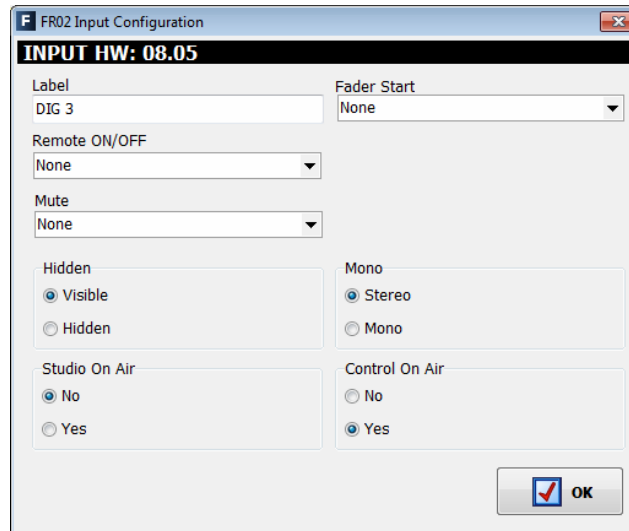 F FR02 Input Configuration
INPUT HW: 08.05
Label
Fader Start
DIG 3
None
Remote ON/OFF
None
Mute
None
Hidden
Mono
Visible
Stereo
Hidden
Mono
Studio On Air
Control On Air
No
No
Yes
Yes
OK